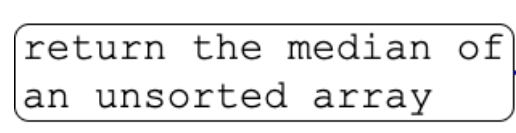 return the median of
an unsorted array